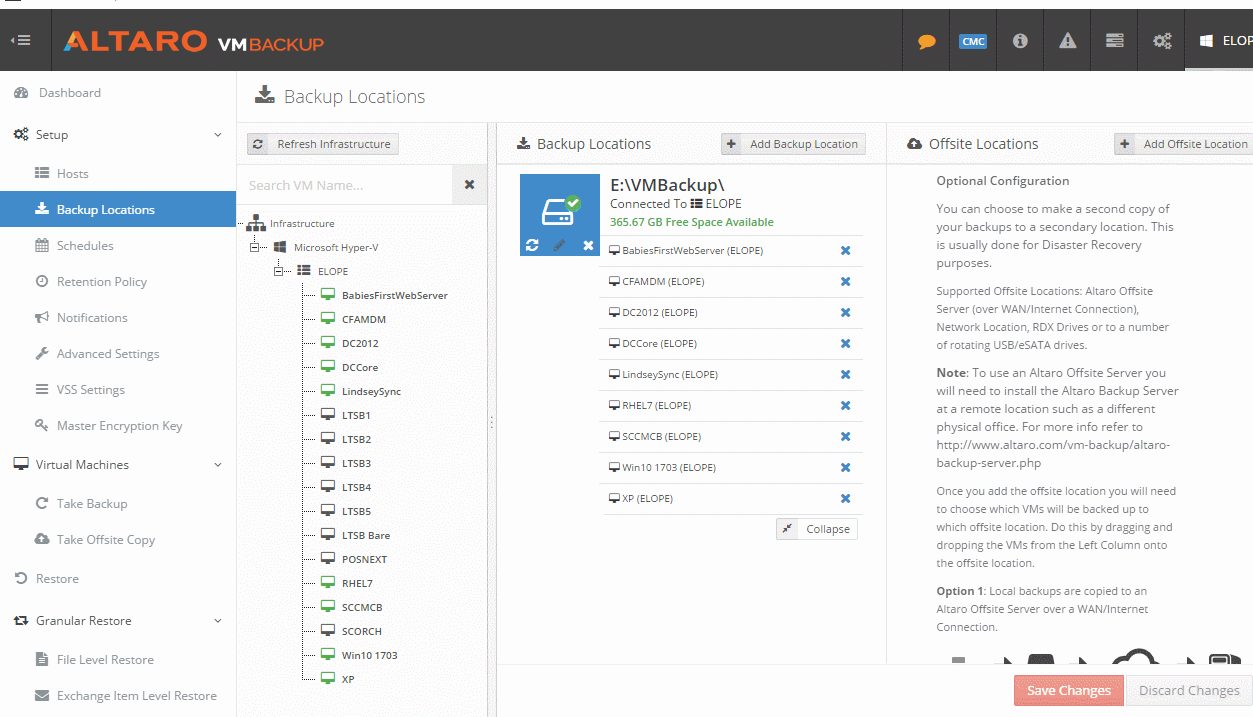 ALTARO VMBACKUP
CMC
ELOP
Dashboard
Setup
Hosts
Backup Locations
Schedules
Retention Policy
Notifications
Advanced Settings
VSS Settings
Master Encryption Key
Virtual Machines
Take Backup
Take Offsite Copy
Restore
Granular Restore
File Level Restore
Exchange Item Level Restore
Backup Locations
Refresh Infrastructure
Search VM Name...
Infrastructure
Microsoft Hyper-V
ELOPE
BabiesFirstWebServer
CFAMDM
DC2012
DCCore
LindseySync
LTSB1
LTSB2
LTSB3
LTSB4
LTSB5
LTSB Bare
POSNEXT
RHEL7
SCCMCB
SCORCH
Win10 1703
XP
Backup Locations
Add Backup Location
E:\VMBackup\
Connected To ELOPE
365.67 GB Free Space Available
BabiesFirstWebServer (ELOPE)
CFAMDM (ELOPE)
DC2012 (ELOPE)
DCCore (ELOPE)
LindseySync (ELOPE)
RHEL7 (ELOPE)
SCCMCB (ELOPE)
Win10 1703 (ELOPE)
XP (ELOPE)
Collapse
Offsite Locations
Add Offsite Location
Optional Configuration
You can choose to make a second copy of
your backups to a secondary location. This
is usually done for Disaster Recovery
purposes.
Supported Offsite Locations: Altaro Offsite
Server (over WAN/Internet Connection),
Network Location, RDX Drives or to a number
of rotating USB/eSATA drives.
Note: To use an Altaro Offsite Server you
will need to install the Altaro Backup Server
at a remote location such as a different
physical office. For more info refer to
http://www.altaro.com/vm-backup/altaro-
backup-server.php
Once you add the offsite location you will need
to choose which VMs will be backed up to
which offsite location. Do this by dragging and
dropping the VMs from the Left Column onto
the offsite location.
Option 1: Local backups are copied to an
Altaro Offsite Server over a WAN/Internet
Connection.
Save Changes
Discard Changes